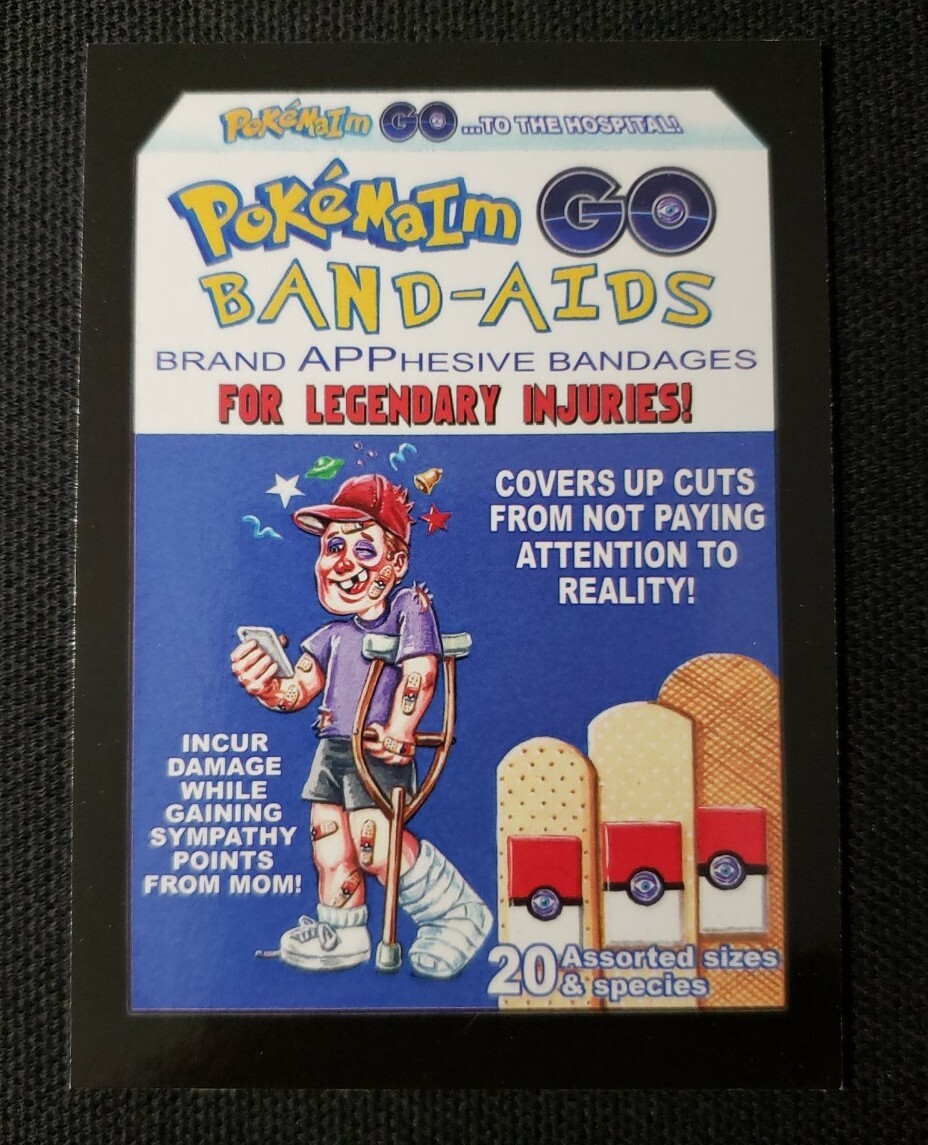 PokéMaIm GO ...TO THE HOSPITAL!
PokéMaIm GO
BAND-AIDS
BRAND APPHESIVE BANDAGES
FOR LEGENDARY INJURIES!
COVERS UP CUTS
FROM NOT PAYING
ATTENTION TO
REALITY!
INCUR
DAMAGE
WHILE
GAINING
SYMPATHY
POINTS
FROM MOM!
20 Assorted sizes
& species